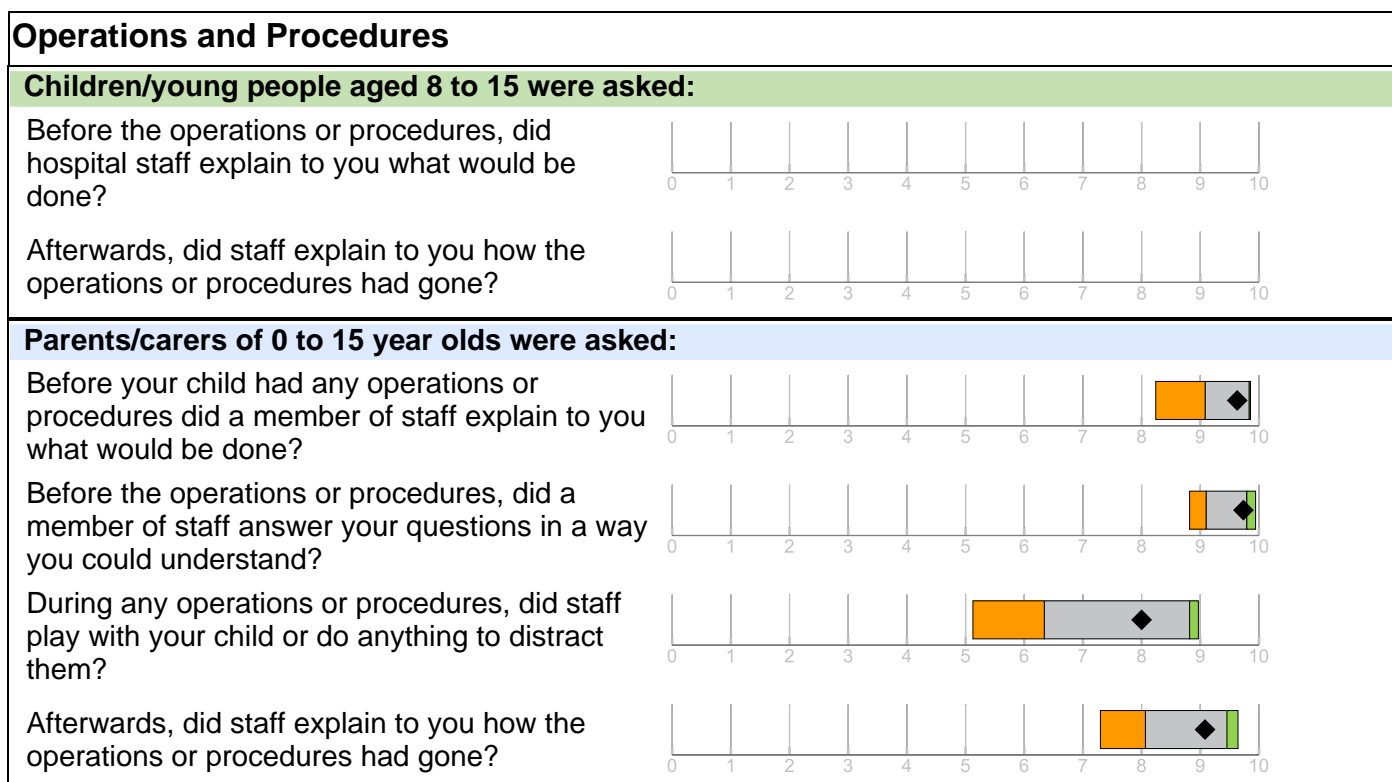 Operations and Procedures
Children/young people aged 8 to 15 were asked:
Before the operations or procedures, did
hospital staff explain to you what would be
done?
0 1 2 3 4 5 6 7 8 9 10
Afterwards, did staff explain to you how the
operations or procedures had gone?
0 1 2 3 4 5 6 7 8 9 10
Parents/carers of 0 to 15 year olds were asked:
Before your child had any operations or
procedures did a member of staff explain to you
what would be done?
0 1 2 3 4 5 6 7 8 9 10
Before the operations or procedures, did a
member of staff answer your questions in a way
you could understand?
0 1 2 3 4 5 6 7 8 9 10
During any operations or procedures, did staff
play with your child or do anything to distract
them?
0 1 2 3 4 5 6 7 8 9 10
Afterwards, did staff explain to you how the
operations or procedures had gone?
0 1 2 3 4 5 6 7 8 9 10